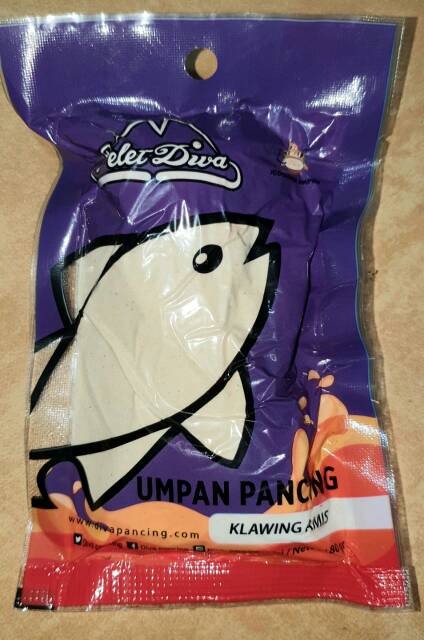 Pelet Diva
UMPAN PANCING
www.divapancing.com
KLAWING AMIS